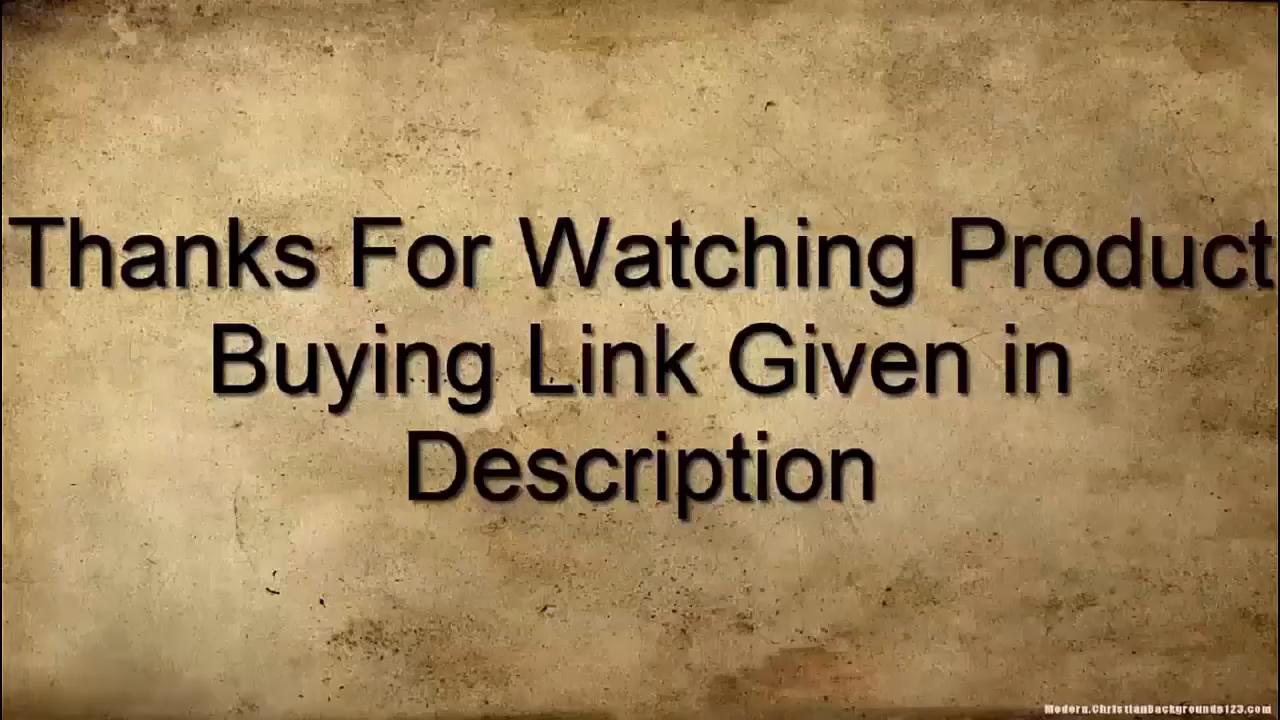 Thanks For Watching Product
Buying Link Given in
Description
Modern.ChristianBackgrounds123.com